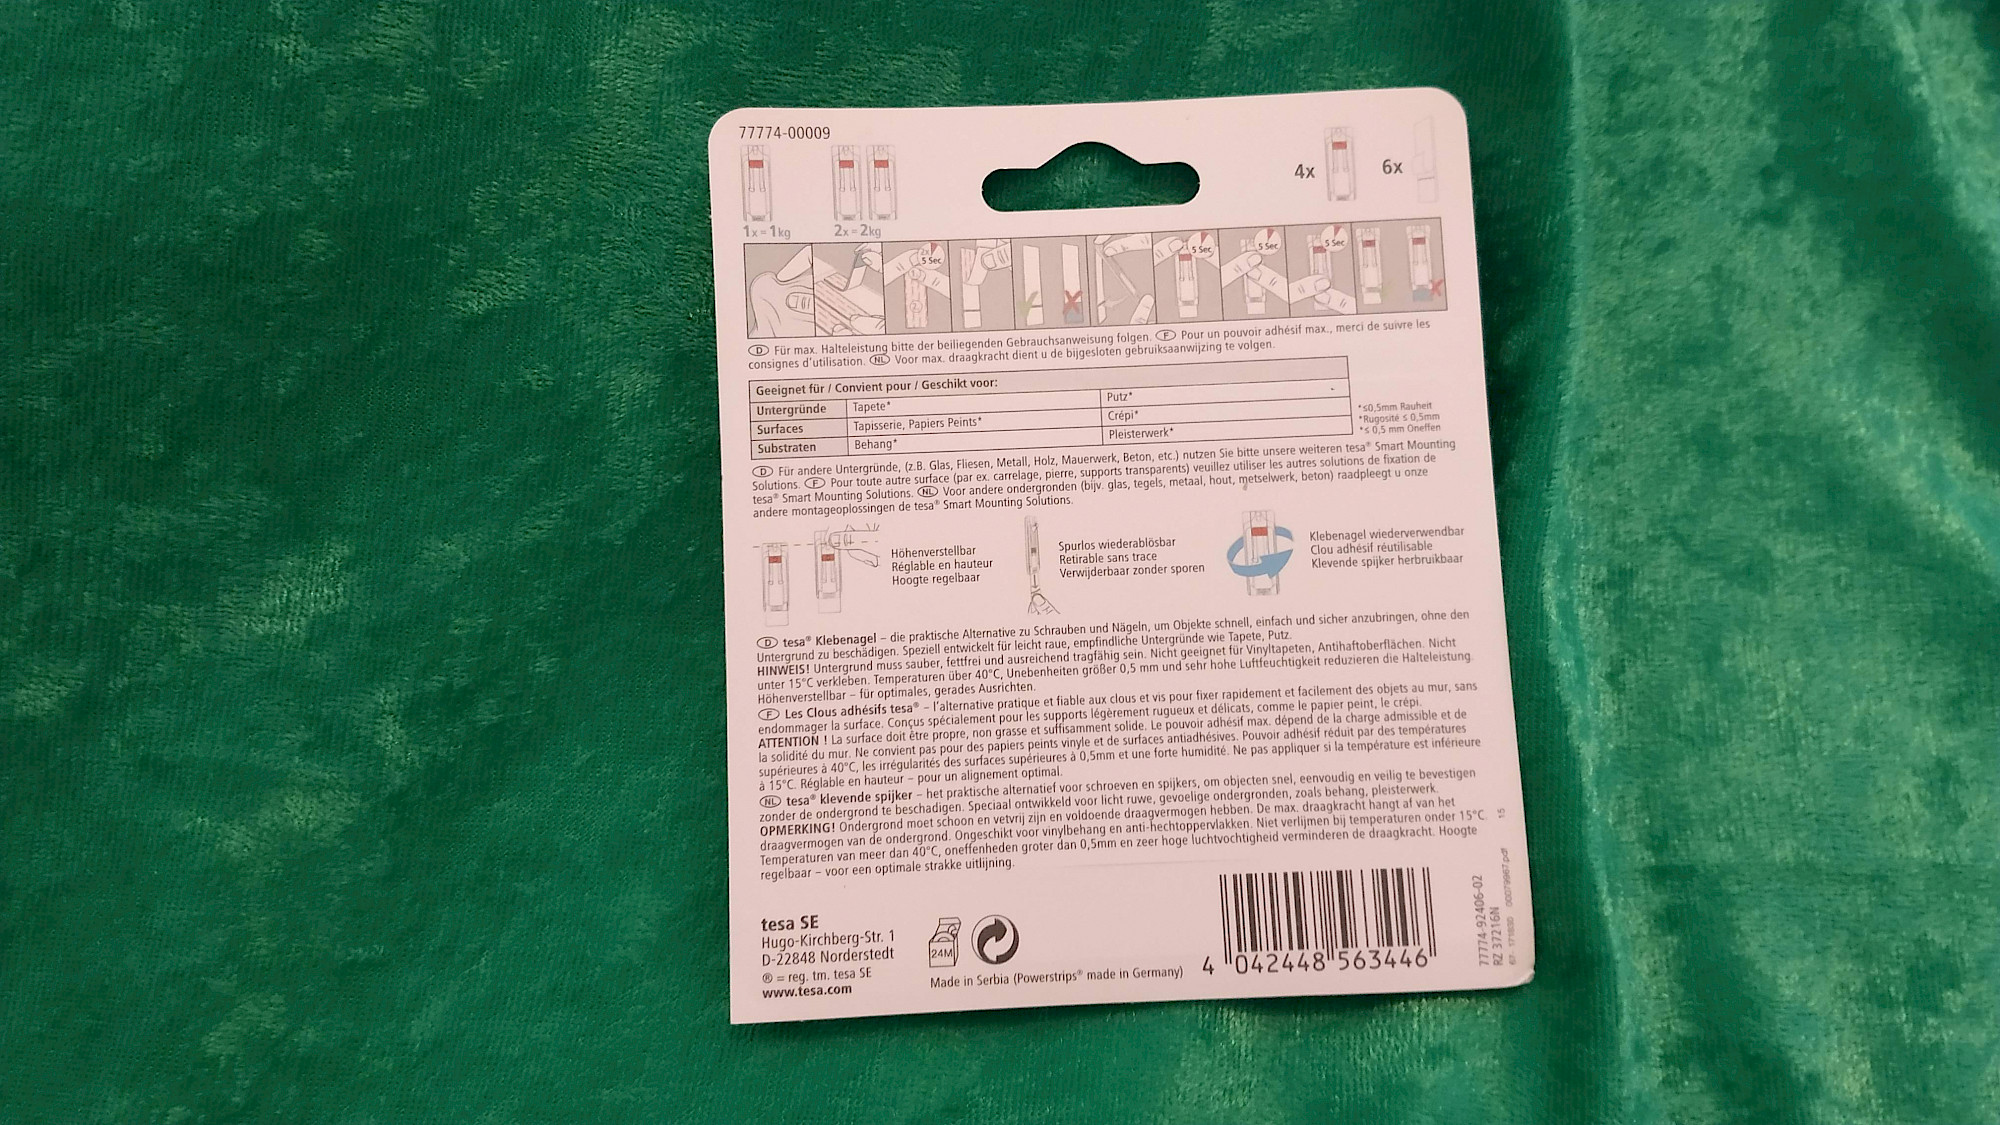 77774-00009
4x
6x
1x=1kg
2x=2kg
2x
5 Sec
5 Sec
5 Sec
5 Sec
D Für max. Halteleistung bitte der beiliegenden Gebrauchsanweisung folgen. F Pour un pouvoir adhésif max., merci de suivre les
consignes d'utilisation. NL Voor max. draagkracht dient u de bijgesloten gebruiksaanwijzing te volgen.
Geeignet für / Convient pour / Geschikt voor:
Untergründe Tapete* Putz*
Surfaces Tapisserie, Papiers Peints* Crépi*
Substraten Behang* Pleisterwerk*
*≤0,5mm Rauheit
*Rugosité ≤ 0,5mm
*≤ 0,5 mm Oneffen
D Für andere Untergründe, (z.B. Glas, Fliesen, Metall, Holz, Mauerwerk, Beton, etc.) nutzen Sie bitte unsere weiteren tesa® Smart Mounting
Solutions. F Pour toute autre surface (par ex. carrelage, pierre, supports transparents) veuillez utiliser les autres solutions de fixation de
tesa® Smart Mounting Solutions. NL Voor andere ondergronden (bijv. glas, tegels, metaal, hout, metselwerk, beton) raadpleegt u onze
andere montageoplossingen de tesa® Smart Mounting Solutions.
Höhenverstellbar
Réglable en hauteur
Hoogte regelbaar
Spurlos wiederablösbar
Retirable sans trace
Verwijderbaar zonder sporen
Klebenagel wiederverwendbar
Clou adhésif réutilisable
Klevende spijker herbruikbaar
D tesa® Klebenagel – die praktische Alternative zu Schrauben und Nägeln, um Objekte schnell, einfach und sicher anzubringen, ohne den
Untergrund zu beschädigen. Speziell entwickelt für leicht raue, empfindliche Untergründe wie Tapete, Putz.
HINWEIS! Untergrund muss sauber, fettfrei und ausreichend tragfähig sein. Nicht geeignet für Vinyltapeten, Antihaftoberflächen. Nicht
unter 15°C verkleben. Temperaturen über 40°C, Unebenheiten größer 0,5 mm und sehr hohe Luftfeuchtigkeit reduzieren die Halteleistung.
Höhenverstellbar – für optimales, gerades Ausrichten.
F Les Clous adhésifs tesa® – l'alternative pratique et fiable aux clous et vis pour fixer rapidement et facilement des objets au mur, sans
endommager la surface. Conçus spécialement pour les supports légèrement rugueux et délicats, comme le papier peint, le crépi.
ATTENTION ! La surface doit être propre, non grasse et suffisamment solide. Le pouvoir adhésif max. dépend de la charge admissible et de
la solidité du mur. Ne convient pas pour des papiers peints vinyle et de surfaces antiadhésives. Pouvoir adhésif réduit par des températures
supérieures à 40°C, les irrégularités des surfaces supérieures à 0,5mm et une forte humidité. Ne pas appliquer si la température est inférieure
à 15°C. Réglable en hauteur – pour un alignement optimal.
NL tesa® klevende spijker – het praktische alternatief voor schroeven en spijkers, om objecten snel, eenvoudig en veilig te bevestigen
zonder de ondergrond te beschadigen. Speciaal ontwikkeld voor licht ruwe, gevoelige ondergronden, zoals behang, pleisterwerk.
OPMERKING! Ondergrond moet schoon en vetvrij zijn en voldoende draagvermogen hebben. De max. draagkracht hangt af van het
draagvermogen van de ondergrond. Ongeschikt voor vinylbehang en anti-hechtoppervlakken. Niet verlijmen bij temperaturen onder 15°C.
Temperaturen van meer dan 40°C, oneffenheden groter dan 0,5mm en zeer hoge luchtvochtigheid verminderen de draagkracht. Hoogte
regelbaar – voor een optimale strakke uitlijning.
tesa SE
Hugo-Kirchberg-Str. 1
D-22848 Norderstedt
® = reg. tm. tesa SE
www.tesa.com
24M
Made in Serbia (Powerstrips® made in Germany)
4 042448 563446
77774-92406-02
RZ 37216N
15